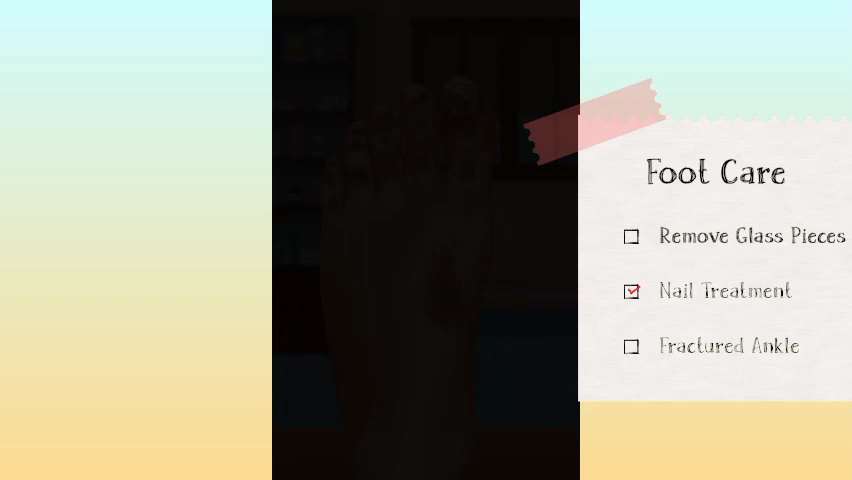 Foot Care
Remove Glass Pieces
Nail Treatment
Fractured Ankle